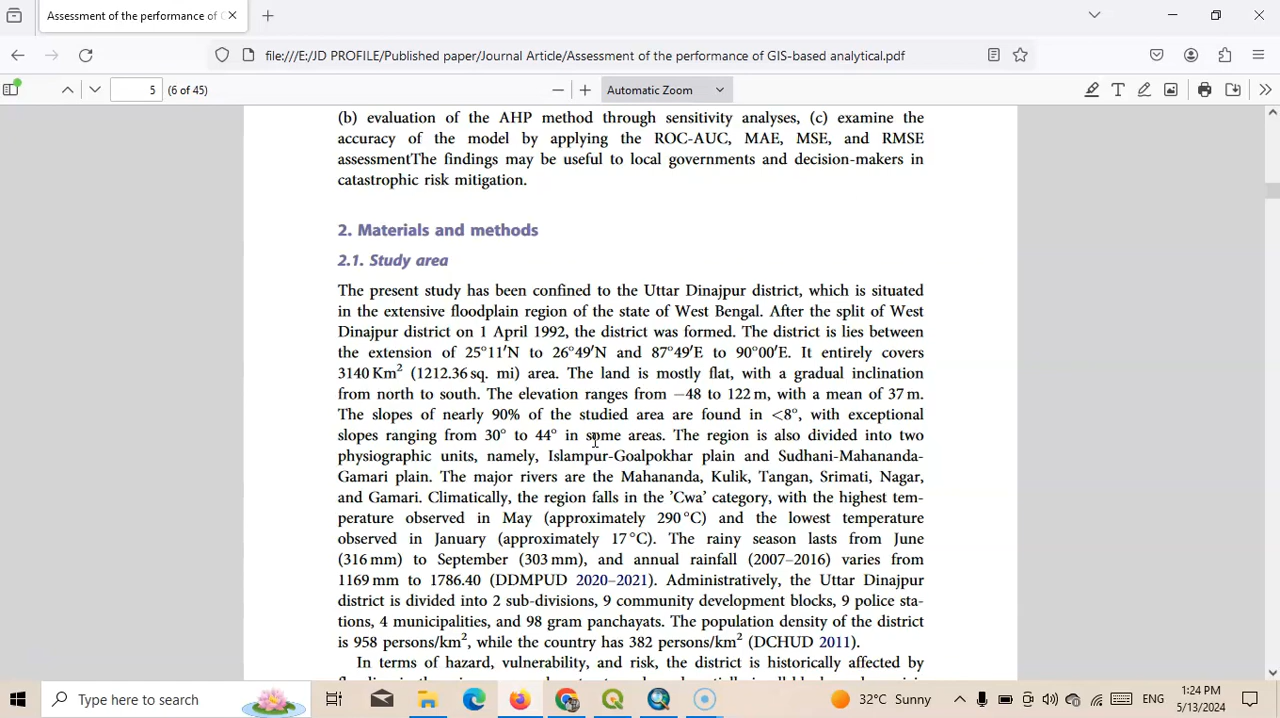 Assessment of the performance of G
file:///E:/JD PROFILE/Published paper/Journal Article/Assessment of the performance of GIS-based analytical.pdf
5 (6 of 45)
Automatic Zoom
(b) evaluation of the AHP method through sensitivity analyses, (c) examine the
accuracy of the model by applying the ROC-AUC, MAE, MSE, and RMSE
assessmentThe findings may be useful to local governments and decision-makers in
catastrophic risk mitigation.
2. Materials and methods
2.1. Study area
The present study has been confined to the Uttar Dinajpur district, which is situated
in the extensive floodplain region of the state of West Bengal. After the split of West
Dinajpur district on 1 April 1992, the district was formed. The district is lies between
the extension of 25°11′N to 26°49′N and 87°49′E to 90°00′E. It entirely covers
3140 Km² (1212.36 sq. mi) area. The land is mostly flat, with a gradual inclination
from north to south. The elevation ranges from −48 to 122 m, with a mean of 37 m.
The slopes of nearly 90% of the studied area are found in <8°, with exceptional
slopes ranging from 30° to 44° in some areas. The region is also divided into two
physiographic units, namely, Islampur-Goalpokhar plain and Sudhani-Mahananda-
Gamari plain. The major rivers are the Mahananda, Kulik, Tangan, Srimati, Nagar,
and Gamari. Climatically, the region falls in the 'Cwa' category, with the highest tem-
perature observed in May (approximately 290 °C) and the lowest temperature
observed in January (approximately 17 °C). The rainy season lasts from June
(316 mm) to September (303 mm), and annual rainfall (2007–2016) varies from
1169 mm to 1786.40 (DDMPUD 2020–2021). Administratively, the Uttar Dinajpur
district is divided into 2 sub-divisions, 9 community development blocks, 9 police sta-
tions, 4 municipalities, and 98 gram panchayats. The population density of the district
is 958 persons/km², while the country has 382 persons/km² (DCHUD 2011).
In terms of hazard, vulnerability, and risk, the district is historically affected by
Type here to search
32°C Sunny
ENG
1:24 PM
5/13/2024